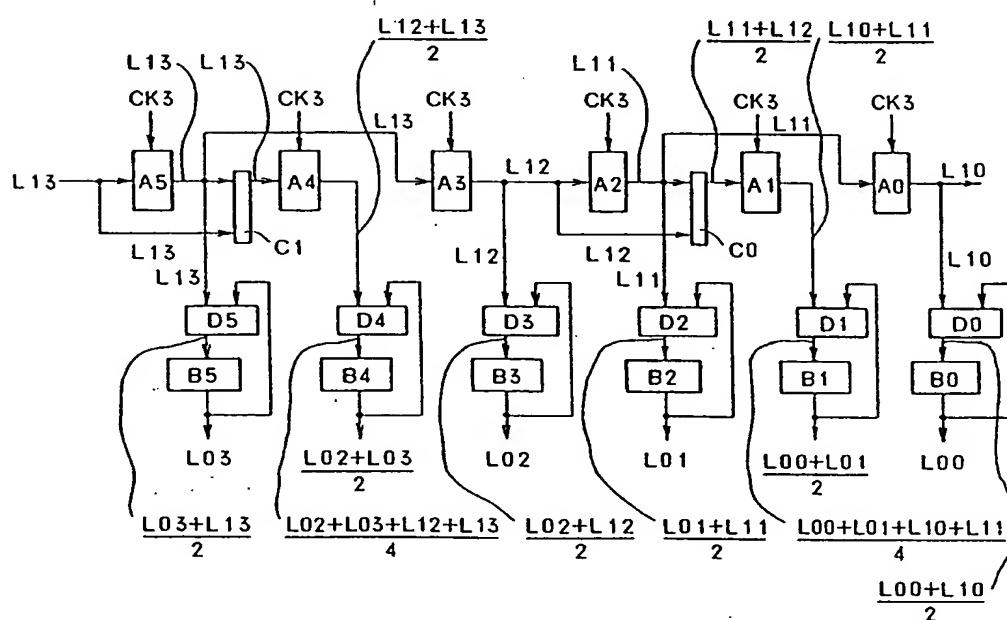 L12+L13
2
L11+L12
2
L10+L11
2
L13 L13 L11
CK3 CK3 CK3 CK3 CK3 CK3
L13 L11
L13 A5 A4 A3 L12 L12 A2 A1 A0 L10
C1 C0
L13 L12 L12
L13 L11 L10
D5 D4 D3 D2 D1 D0
B5 B4 B3 B2 B1 B0
L03 L02+L03 L02 L01 L00+L01 L00
2 2
L03+L13 L02+L03+L12+L13 L02+L12 L01+L11 L00+L01+L10+L11
2 4 2 2 4
L00+L10
2